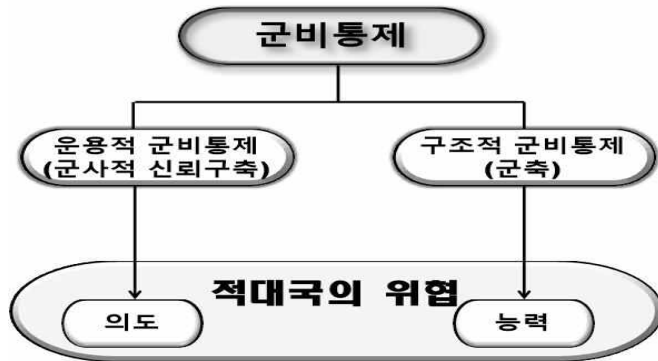 군비통제
운용적 군비통제
(군사적 신뢰구축)
구조적 군비통제
(군축)
적대국의 위협
의도
능력